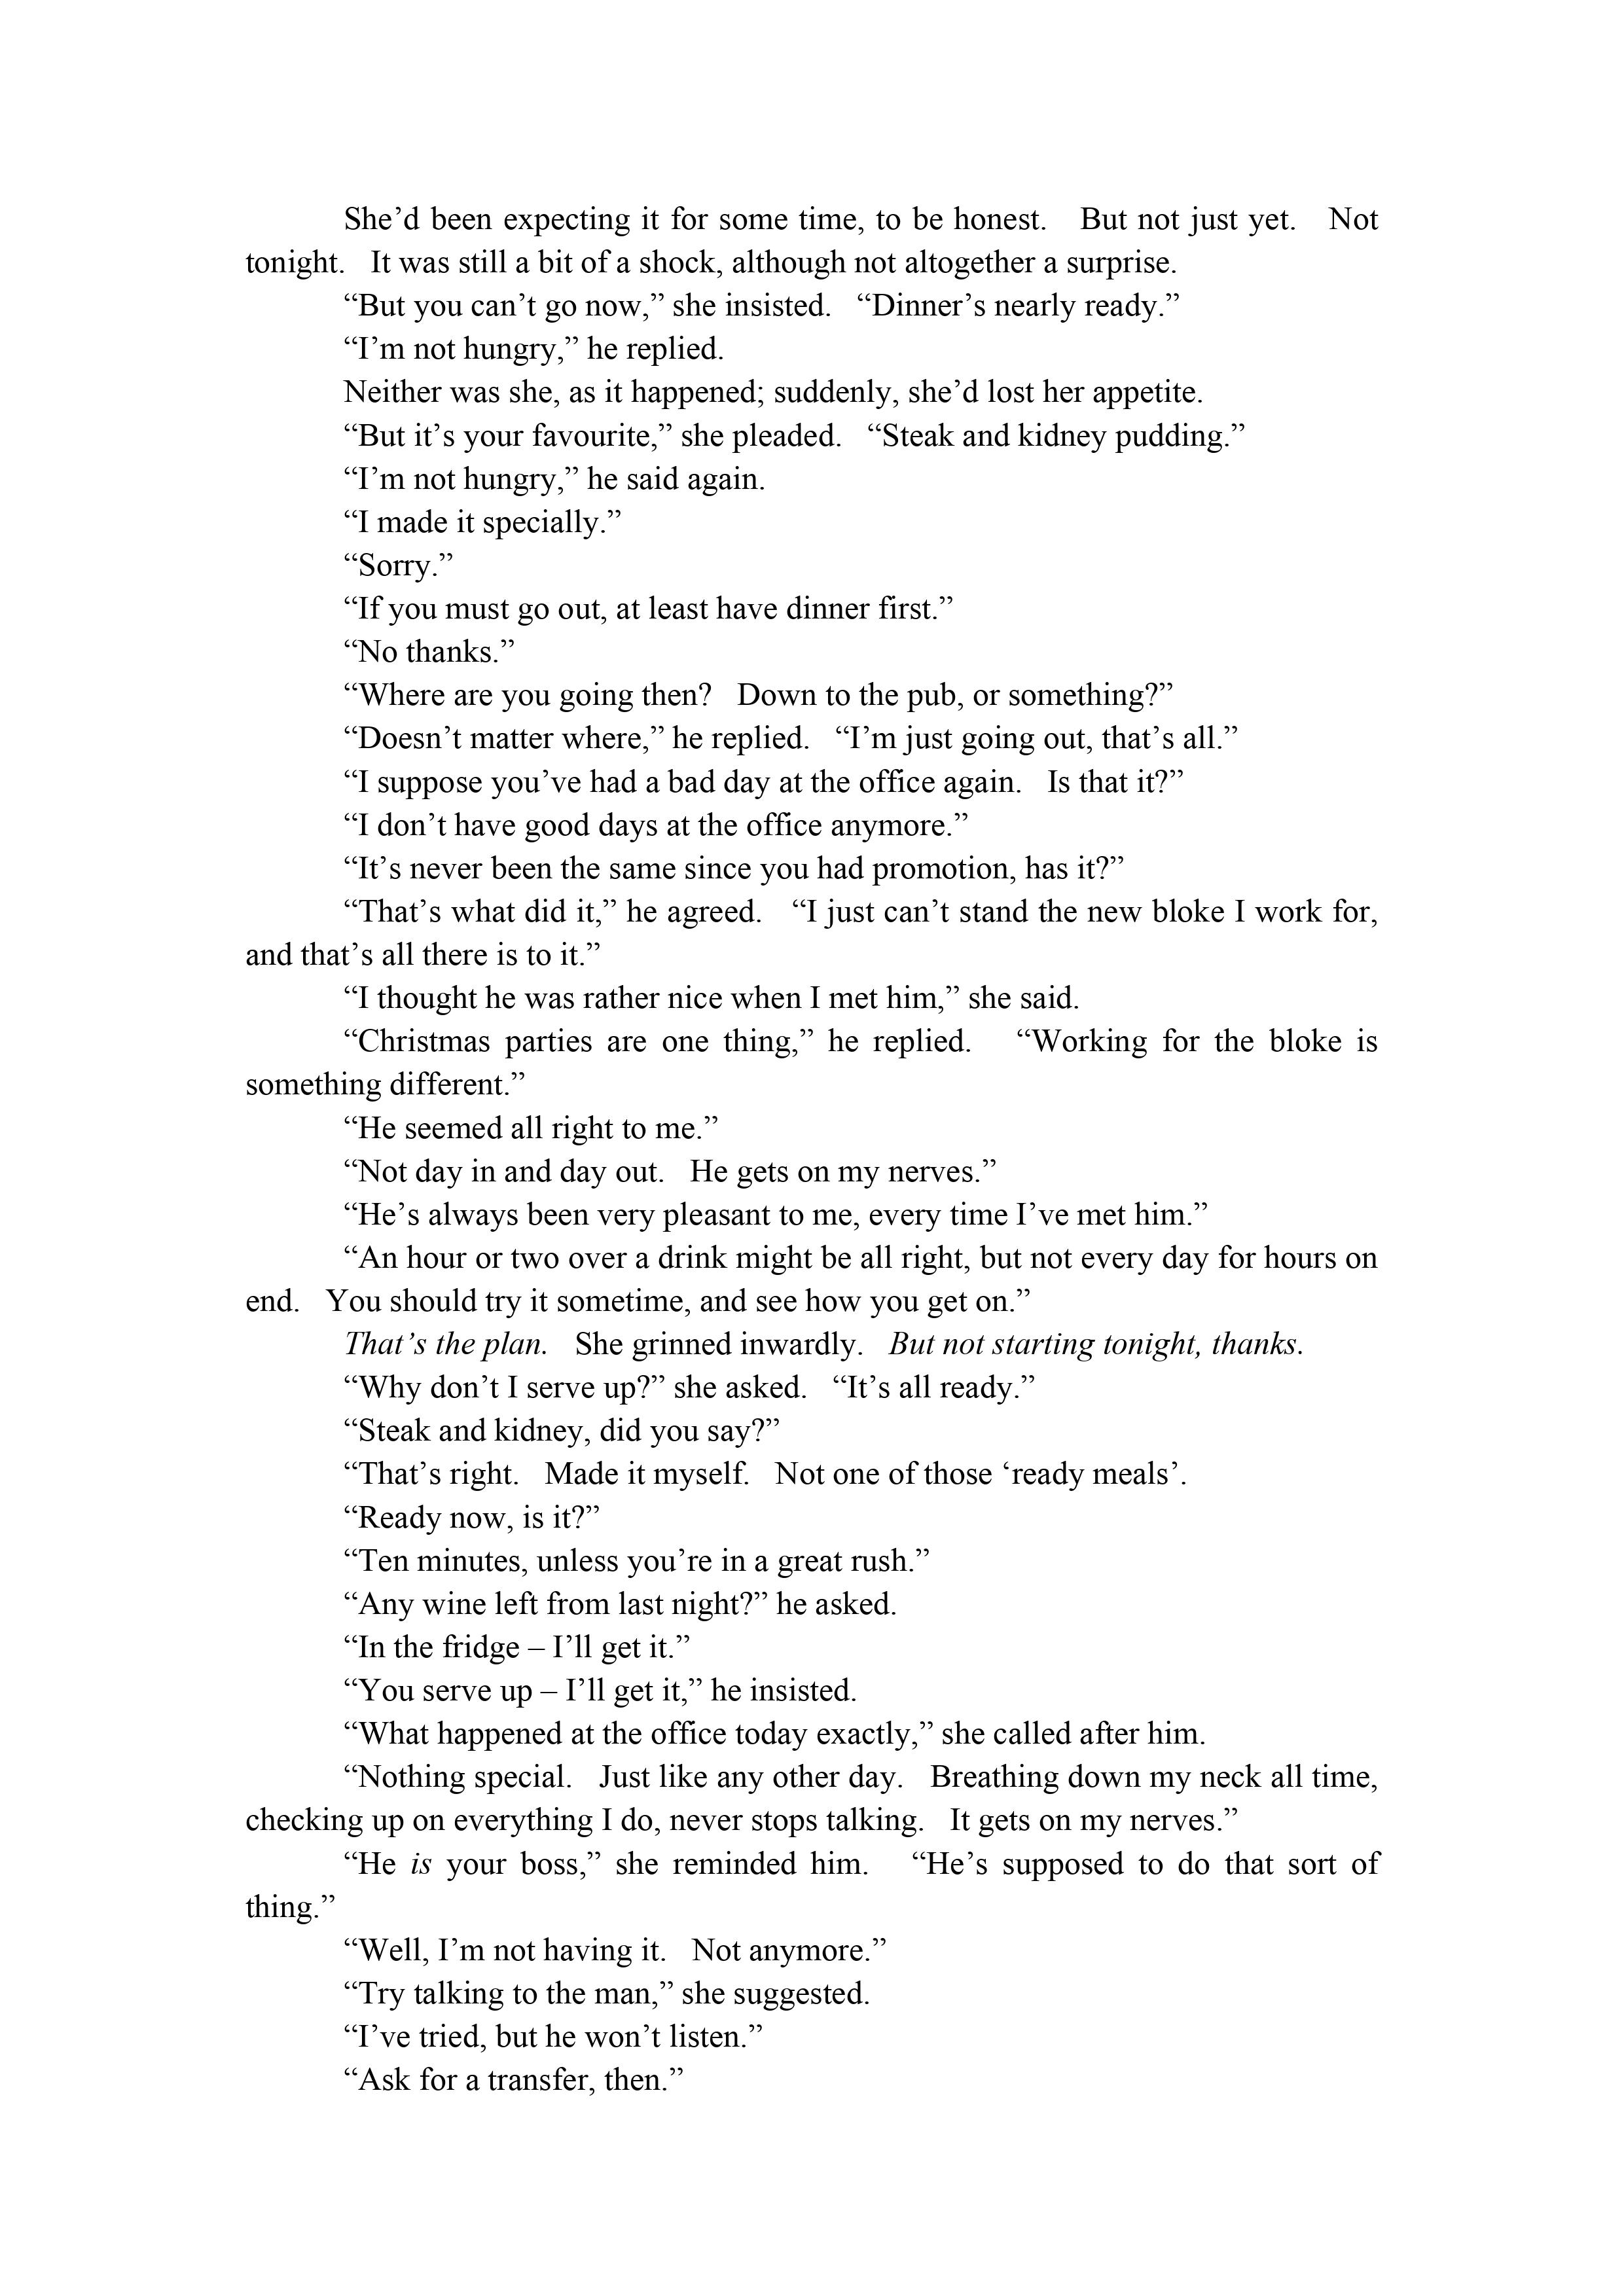 She’d been expecting it for some time, to be honest.   But not just yet.   Not
tonight.   It was still a bit of a shock, although not altogether a surprise.
“But you can’t go now,” she insisted.   “Dinner’s nearly ready.”
“I’m not hungry,” he replied.
Neither was she, as it happened; suddenly, she’d lost her appetite.
“But it’s your favourite,” she pleaded.   “Steak and kidney pudding.”
“I’m not hungry,” he said again.
“I made it specially.”
“Sorry.”
“If you must go out, at least have dinner first.”
“No thanks.”
“Where are you going then?   Down to the pub, or something?”
“Doesn’t matter where,” he replied.   “I’m just going out, that’s all.”
“I suppose you’ve had a bad day at the office again.   Is that it?”
“I don’t have good days at the office anymore.”
“It’s never been the same since you had promotion, has it?”
“That’s what did it,” he agreed.   “I just can’t stand the new bloke I work for,
and that’s all there is to it.”
“I thought he was rather nice when I met him,” she said.
“Christmas parties are one thing,” he replied.   “Working for the bloke is
something different.”
“He seemed all right to me.”
“Not day in and day out.   He gets on my nerves.”
“He’s always been very pleasant to me, every time I’ve met him.”
“An hour or two over a drink might be all right, but not every day for hours on
end.   You should try it sometime, and see how you get on.”
That’s the plan.   She grinned inwardly.   But not starting tonight, thanks.
“Why don’t I serve up?” she asked.   “It’s all ready.”
“Steak and kidney, did you say?”
“That’s right.   Made it myself.   Not one of those ‘ready meals’.
“Ready now, is it?”
“Ten minutes, unless you’re in a great rush.”
“Any wine left from last night?” he asked.
“In the fridge – I’ll get it.”
“You serve up – I’ll get it,” he insisted.
“What happened at the office today exactly,” she called after him.
“Nothing special.   Just like any other day.   Breathing down my neck all time,
checking up on everything I do, never stops talking.   It gets on my nerves.”
“He is your boss,” she reminded him.   “He’s supposed to do that sort of
thing.”
“Well, I’m not having it.   Not anymore.”
“Try talking to the man,” she suggested.
“I’ve tried, but he won’t listen.”
“Ask for a transfer, then.”